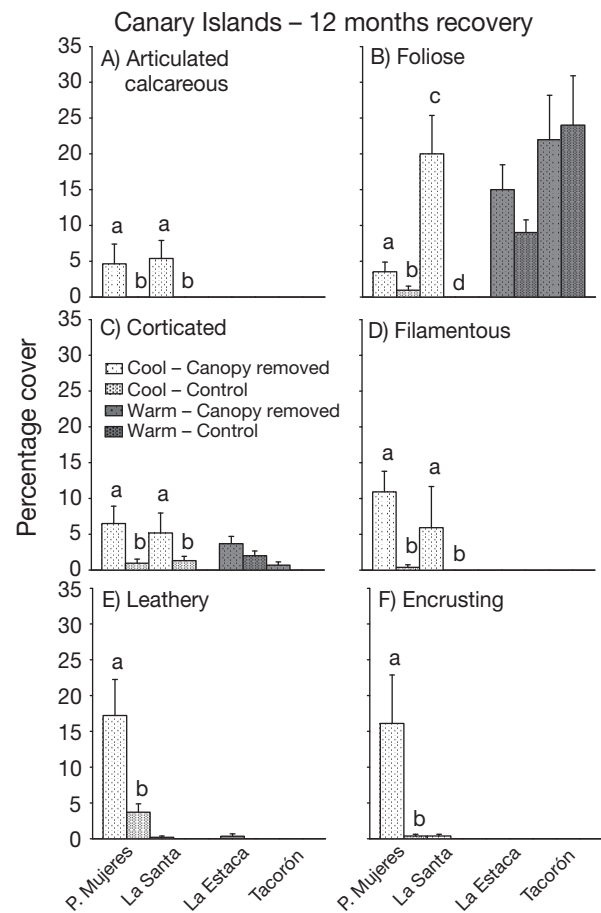 Canary Islands – 12 months recovery
Percentage cover
35
30
25
20
15
10
5
0
A) Articulated
calcareous
a
b
a
b
B) Foliose
a
b
c
d
35
30
25
20
15
10
5
0
C) Corticated
Cool – Canopy removed
Cool – Control
Warm – Canopy removed
Warm – Control
a
b
a
b
D) Filamentous
a
b
a
b
35
30
25
20
15
10
5
0
E) Leathery
a
b
F) Encrusting
a
b
P. Mujeres
La Santa
La Estaca
Tacorón
P. Mujeres
La Santa
La Estaca
Tacorón